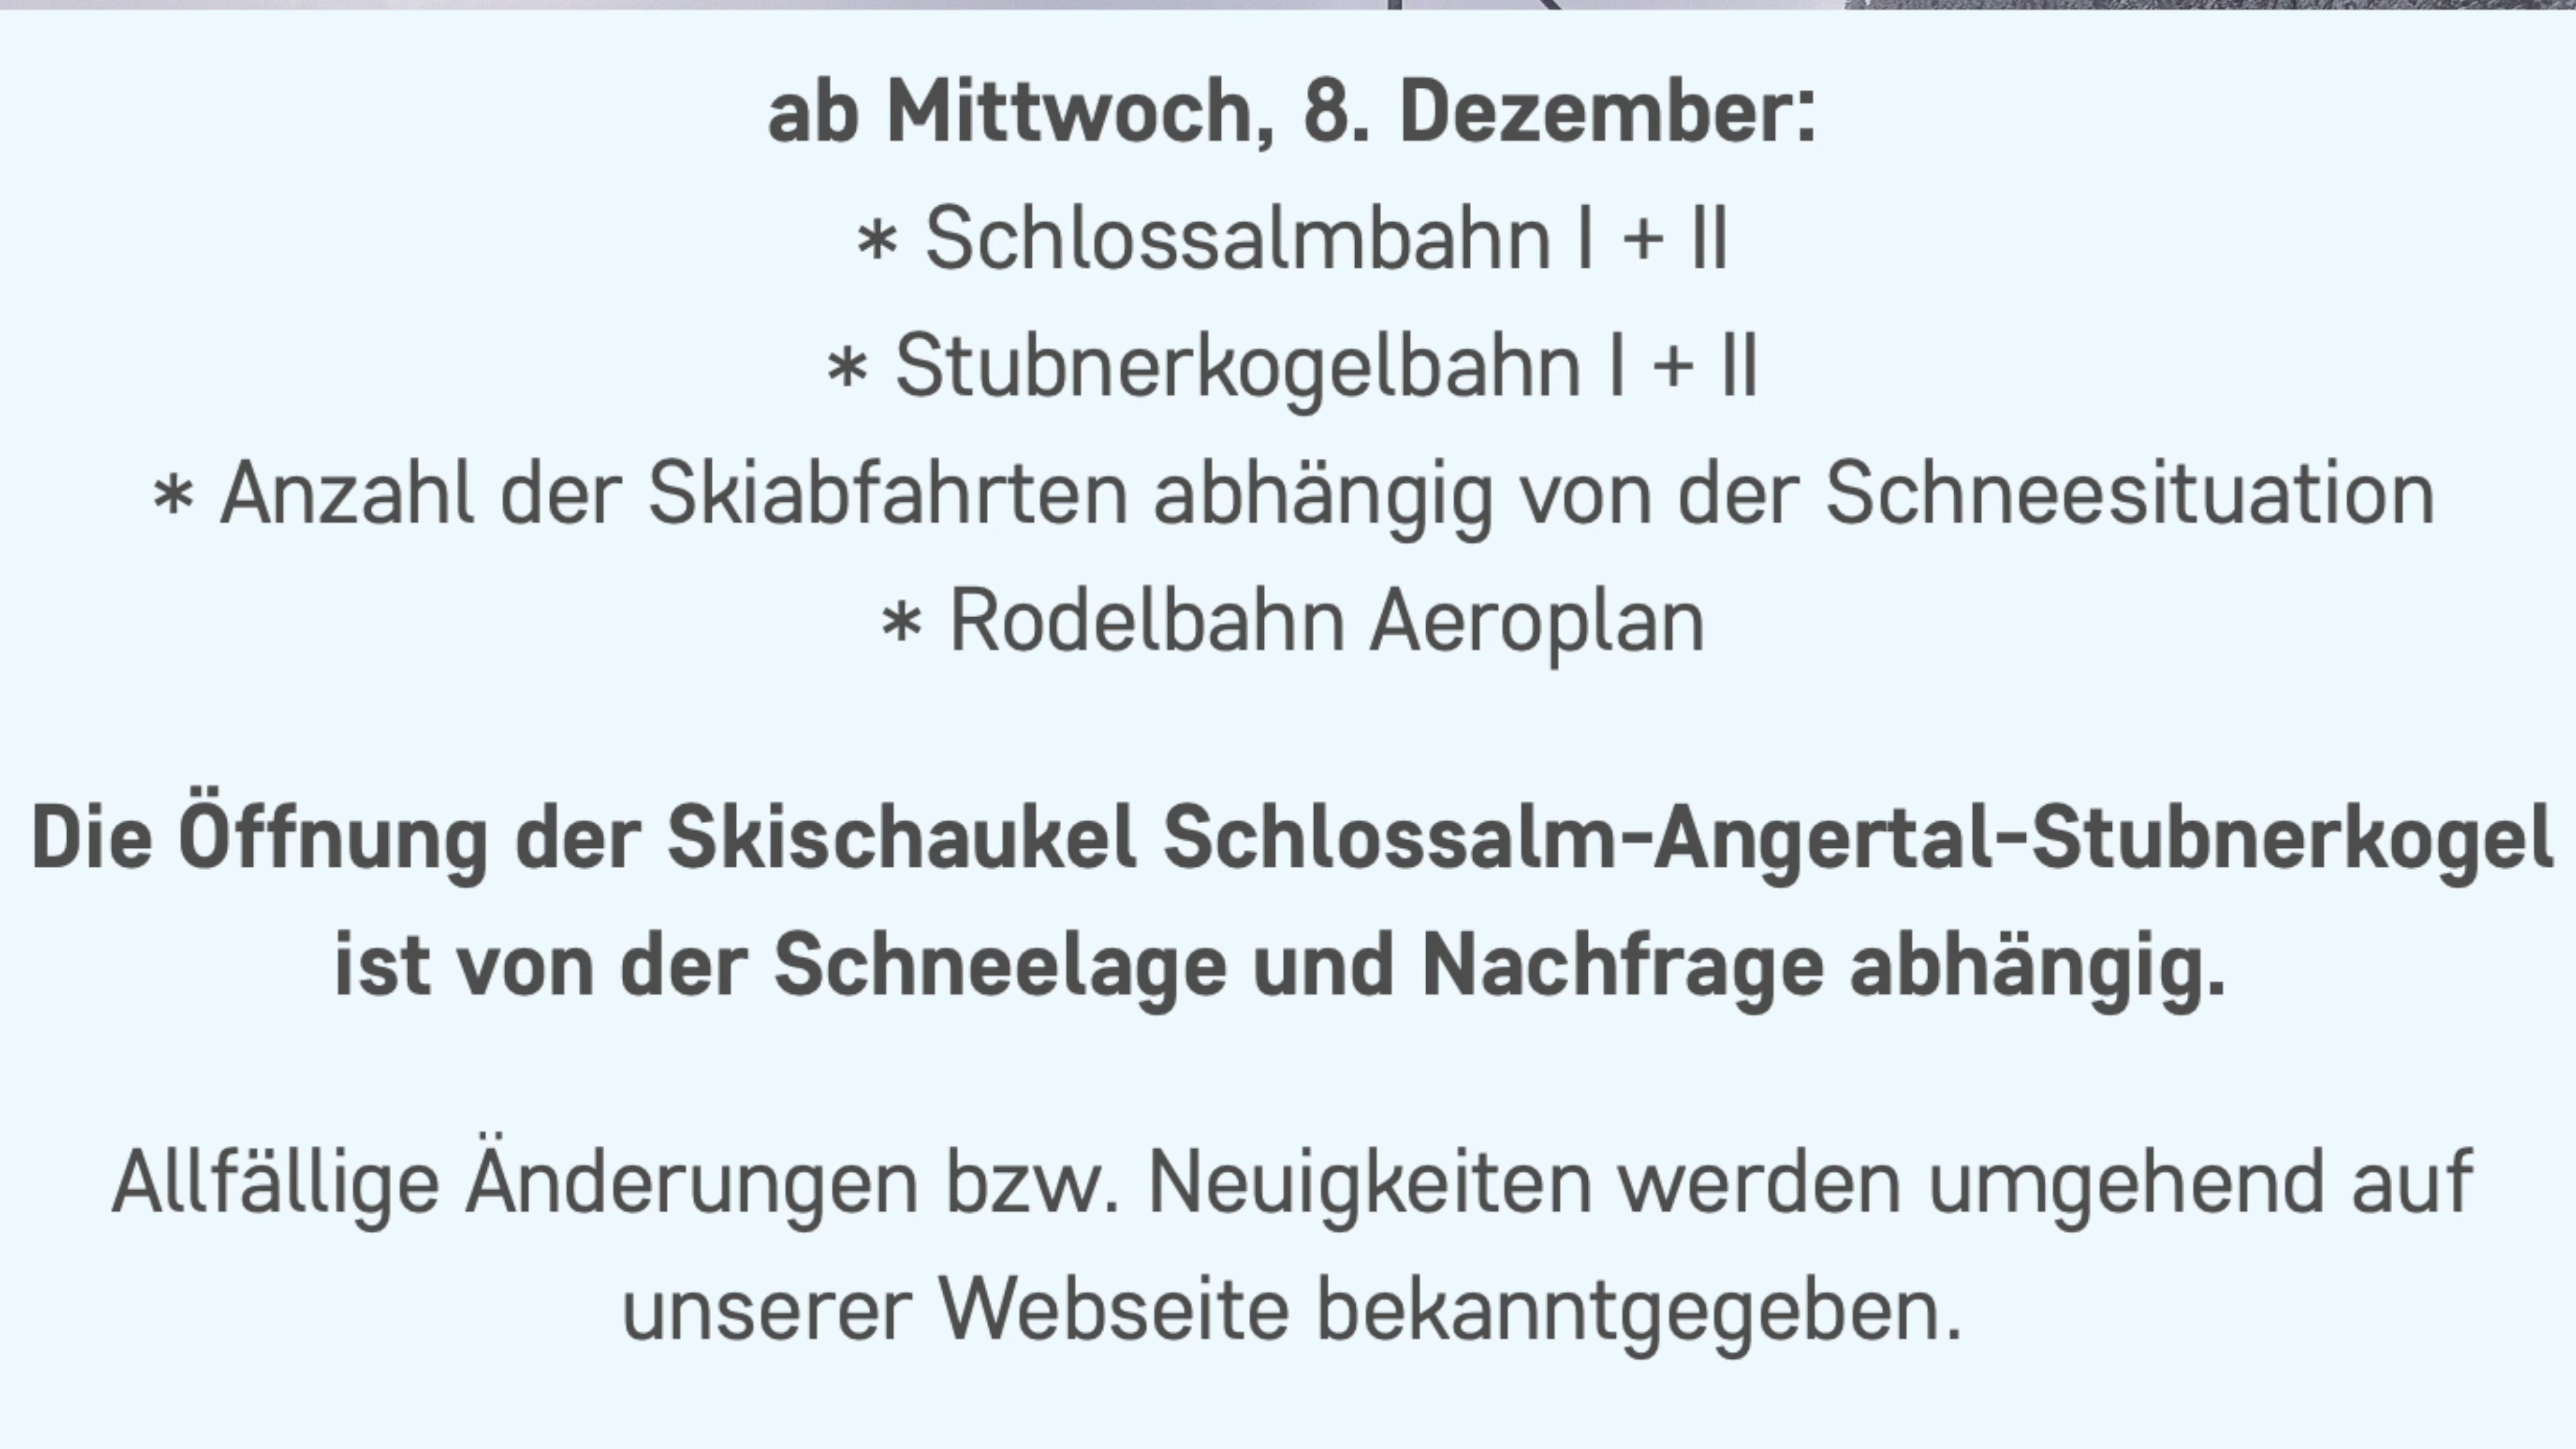 ab Mittwoch, 8. Dezember:
* Schlossalmbahn I + II
* Stubnerkogelbahn I + II
* Anzahl der Skiabfahrten abhängig von der Schneesituation
* Rodelbahn Aeroplan
Die Öffnung der Skischaukel Schlossalm-Angertal-Stubnerkogel
ist von der Schneelage und Nachfrage abhängig.
Allfällige Änderungen bzw. Neuigkeiten werden umgehend auf
unserer Webseite bekanntgegeben.